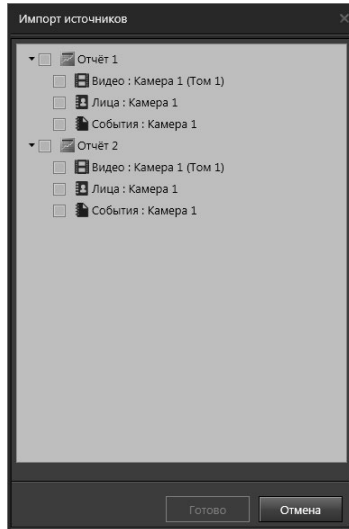 Импорт источников
Отчёт 1
Видео : Камера 1 (Том 1)
Лица : Камера 1
События : Камера 1
Отчёт 2
Видео : Камера 1 (Том 1)
Лица : Камера 1
События : Камера 1
Готово Отмена